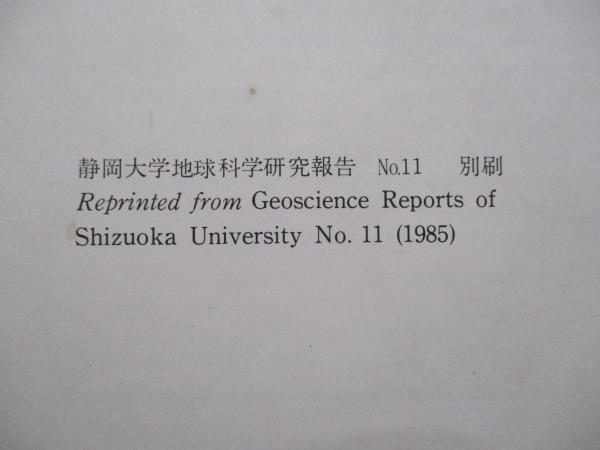 静岡大学地球科学研究報告 No.11 別刷
Reprinted from Geoscience Reports of
Shizuoka University No. 11 (1985)